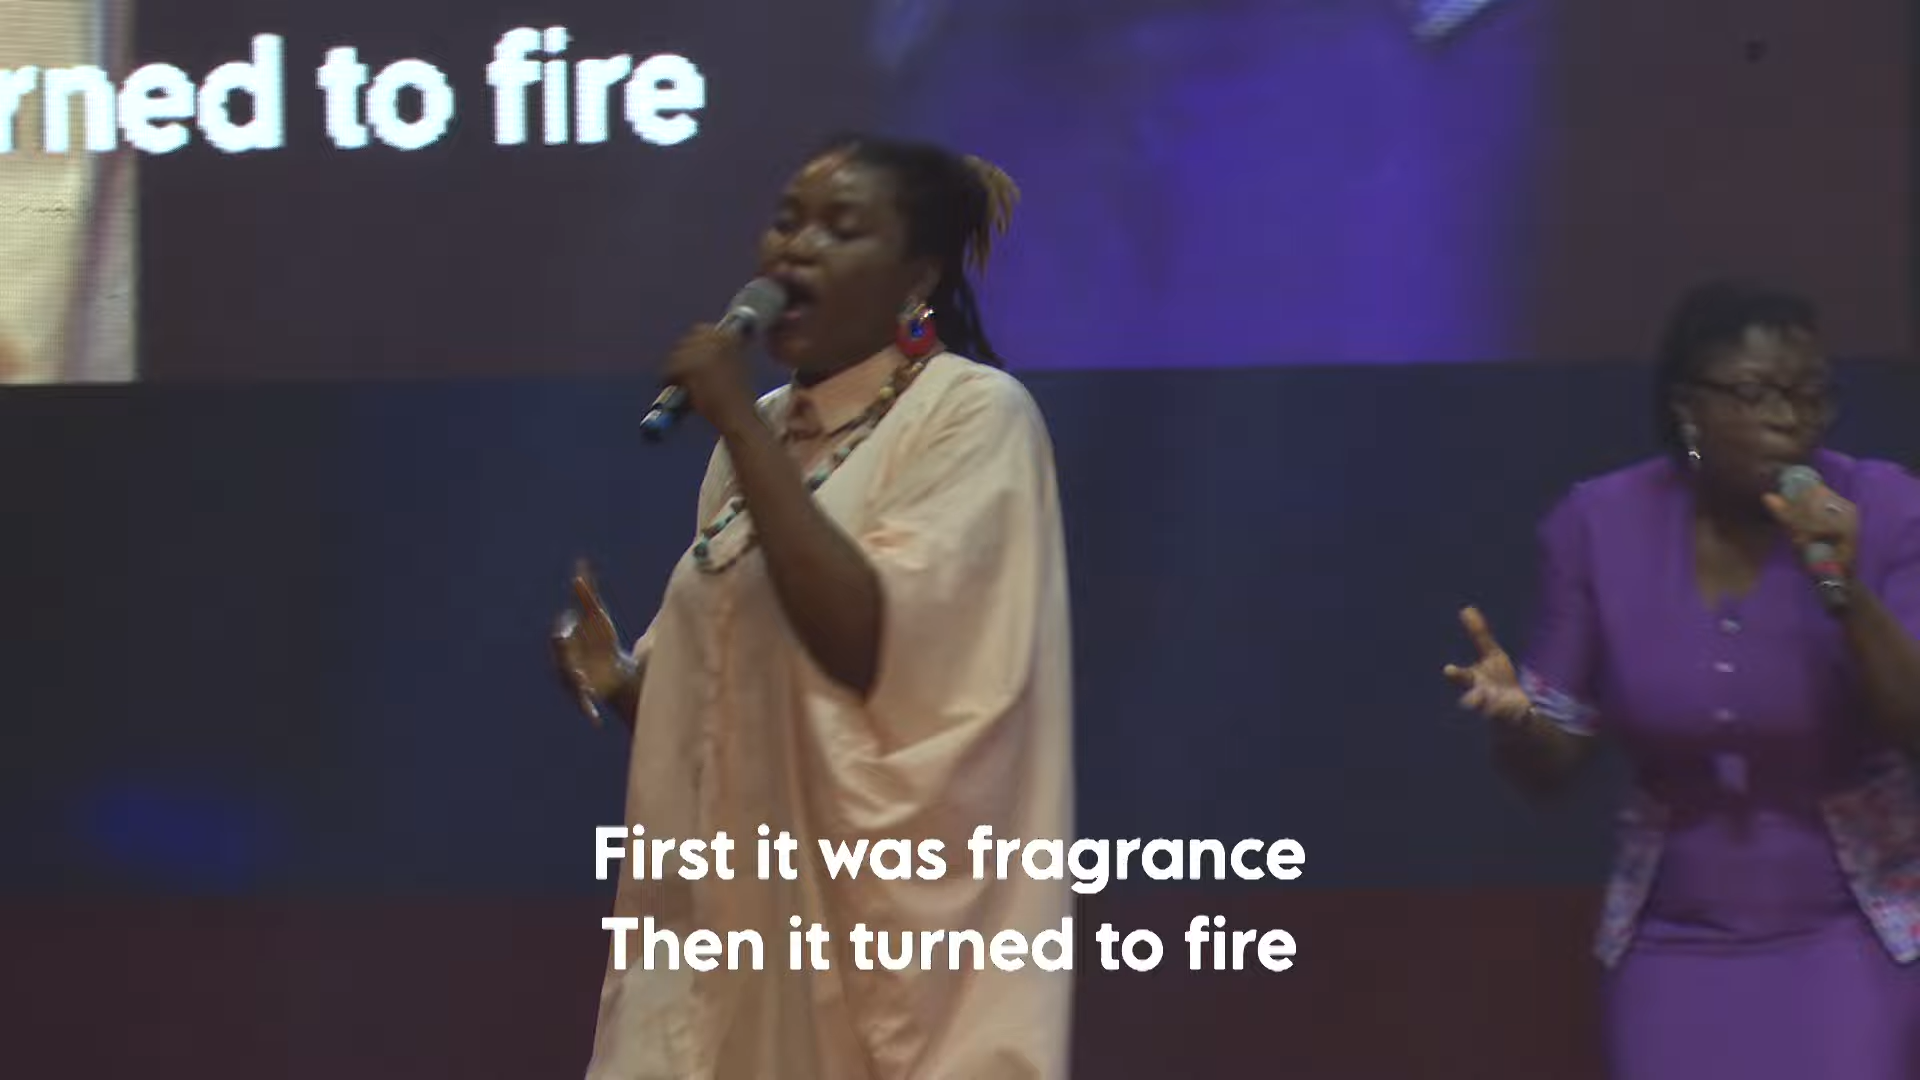 rned to fire
First it was fragrance
Then it turned to fire